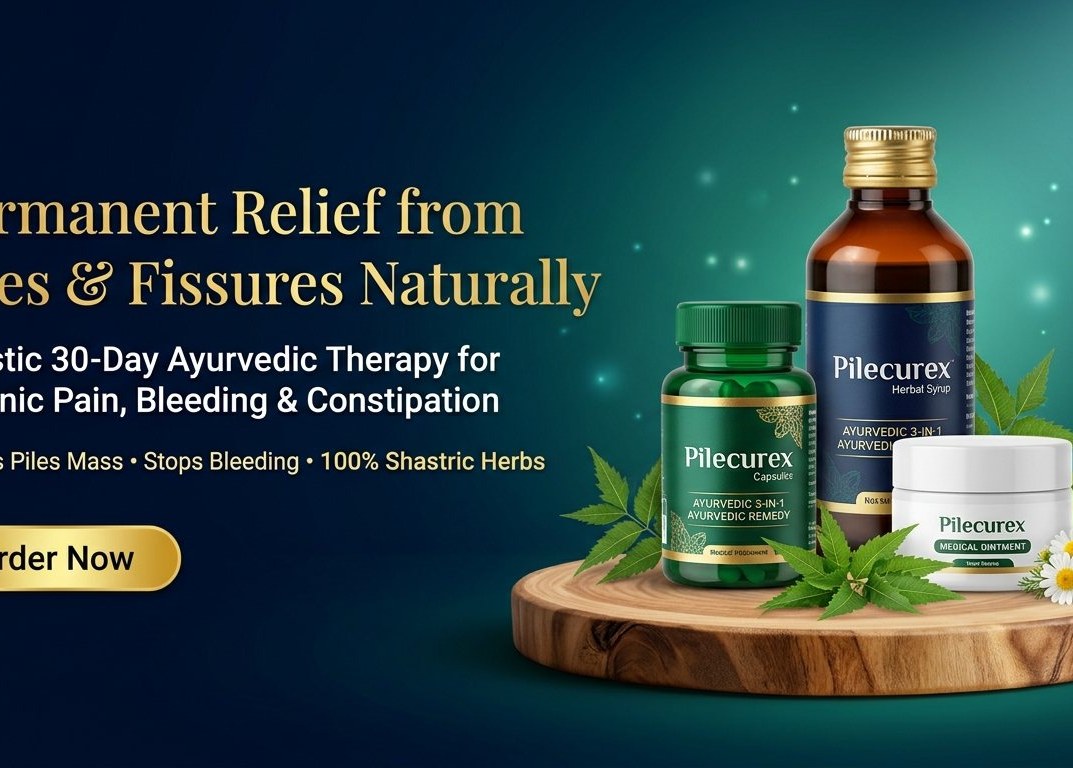 rmanent Relief from
es & Fissures Naturally
stic 30-Day Ayurvedic Therapy for
nic Pain, Bleeding & Constipation
s Piles Mass • Stops Bleeding • 100% Shastric Herbs
rder Now
Pilecurex
Capsulice
AYURVEDIC 3-IN-1
AYURVEDIC REMEDY
Pilecurex
Herbal Syrup
AYURVEDIC 3-IN-1
AYURVEDI
Pilecurex
MEDICAL OINTMENT